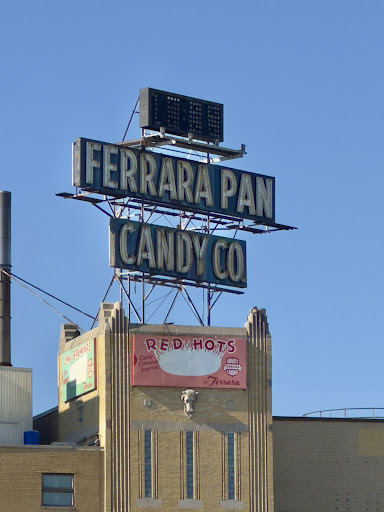 FERRARA PAN
CANDY CO.
RED HOTS
by Ferrara